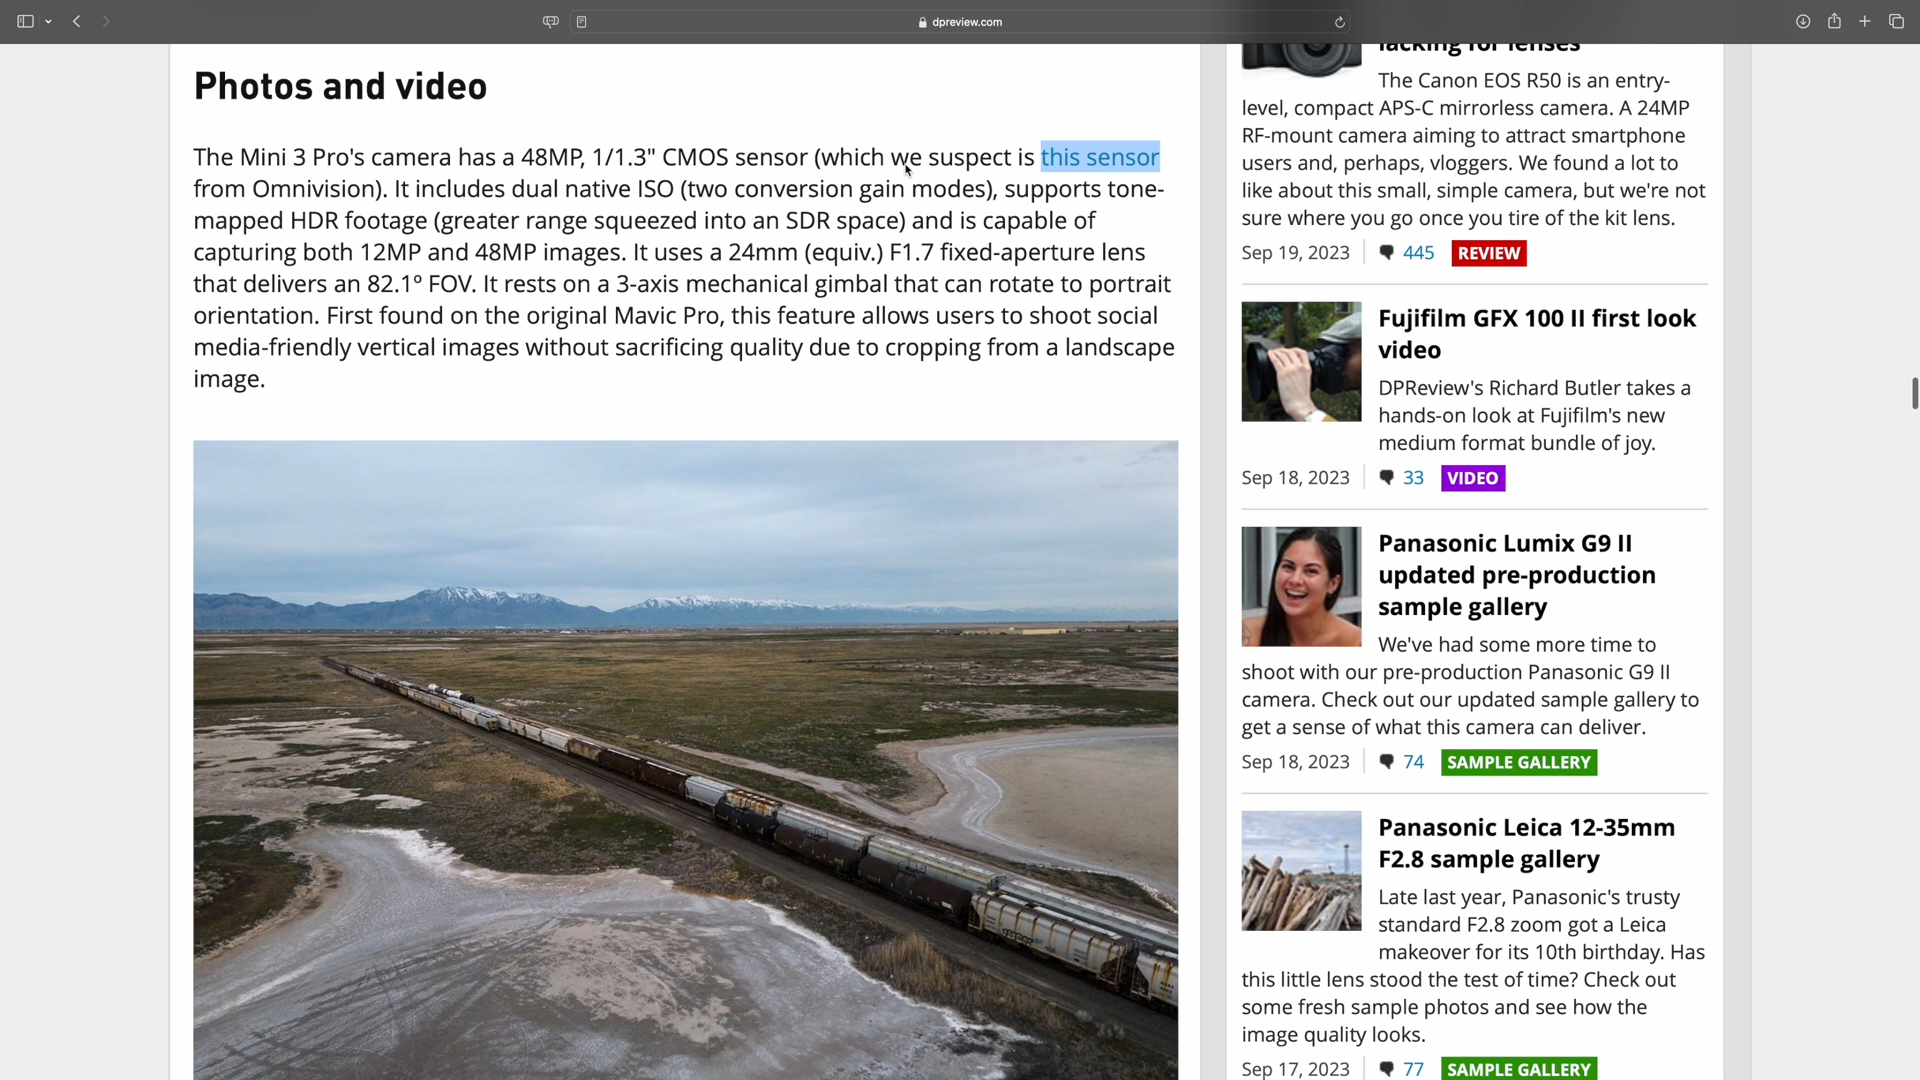 dpreview.com
Photos and video
The Mini 3 Pro's camera has a 48MP, 1/1.3" CMOS sensor (which we suspect is this sensor
from Omnivision). It includes dual native ISO (two conversion gain modes), supports tone-
mapped HDR footage (greater range squeezed into an SDR space) and is capable of
capturing both 12MP and 48MP images. It uses a 24mm (equiv.) F1.7 fixed-aperture lens
that delivers an 82.1º FOV. It rests on a 3-axis mechanical gimbal that can rotate to portrait
orientation. First found on the original Mavic Pro, this feature allows users to shoot social
media-friendly vertical images without sacrificing quality due to cropping from a landscape
image.
lacking for lenses
The Canon EOS R50 is an entry-
level, compact APS-C mirrorless camera. A 24MP
RF-mount camera aiming to attract smartphone
users and, perhaps, vloggers. We found a lot to
like about this small, simple camera, but we're not
sure where you go once you tire of the kit lens.
Sep 19, 2023 445 REVIEW
Fujifilm GFX 100 II first look
video
DPReview's Richard Butler takes a
hands-on look at Fujifilm's new
medium format bundle of joy.
Sep 18, 2023 33 VIDEO
Panasonic Lumix G9 II
updated pre-production
sample gallery
We've had some more time to
shoot with our pre-production Panasonic G9 II
camera. Check out our updated sample gallery to
get a sense of what this camera can deliver.
Sep 18, 2023 74 SAMPLE GALLERY
Panasonic Leica 12-35mm
F2.8 sample gallery
Late last year, Panasonic's trusty
standard F2.8 zoom got a Leica
makeover for its 10th birthday. Has
this little lens stood the test of time? Check out
some fresh sample photos and see how the
image quality looks.
Sep 17, 2023 77 SAMPLE GALLERY